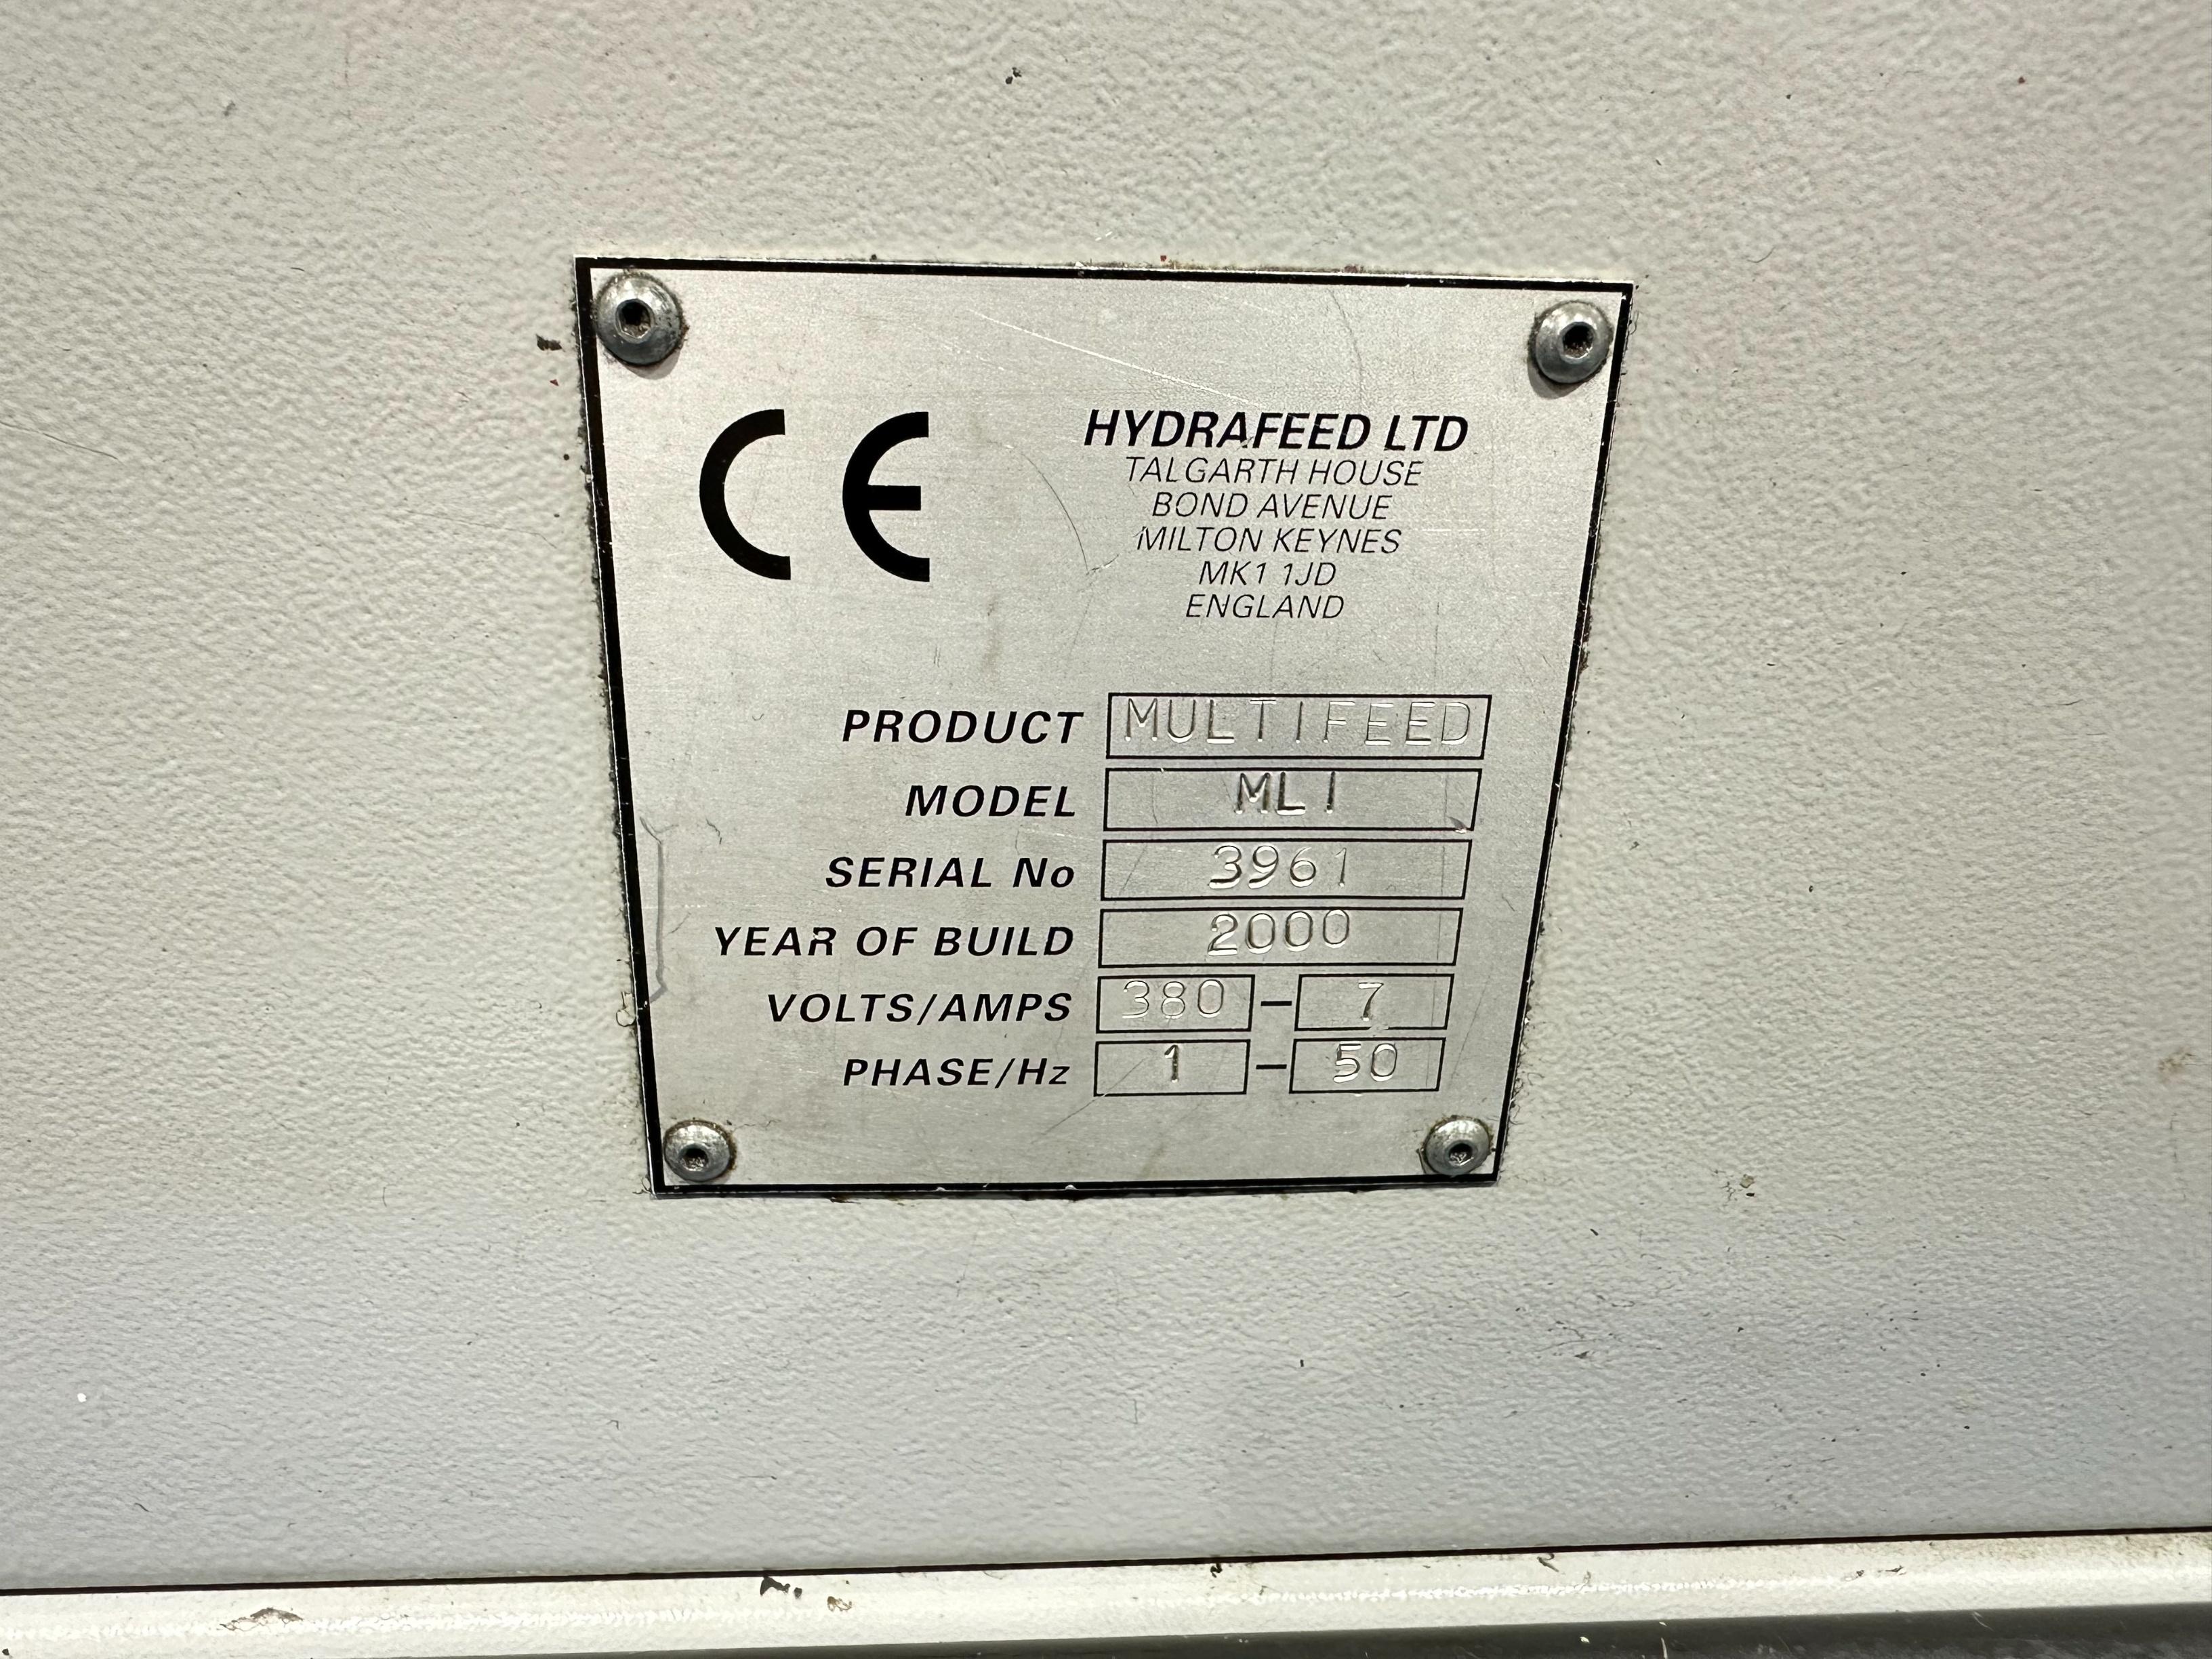 CE
HYDRAFEED LTD
TALGARTH HOUSE
BOND AVENUE
MILTON KEYNES
MK1 1JD
ENGLAND
PRODUCT MULTIFEED
MODEL ML1
SERIAL No 3961
YEAR OF BUILD 2000
VOLTS/AMPS 380 - 7
PHASE/Hz 1 - 50